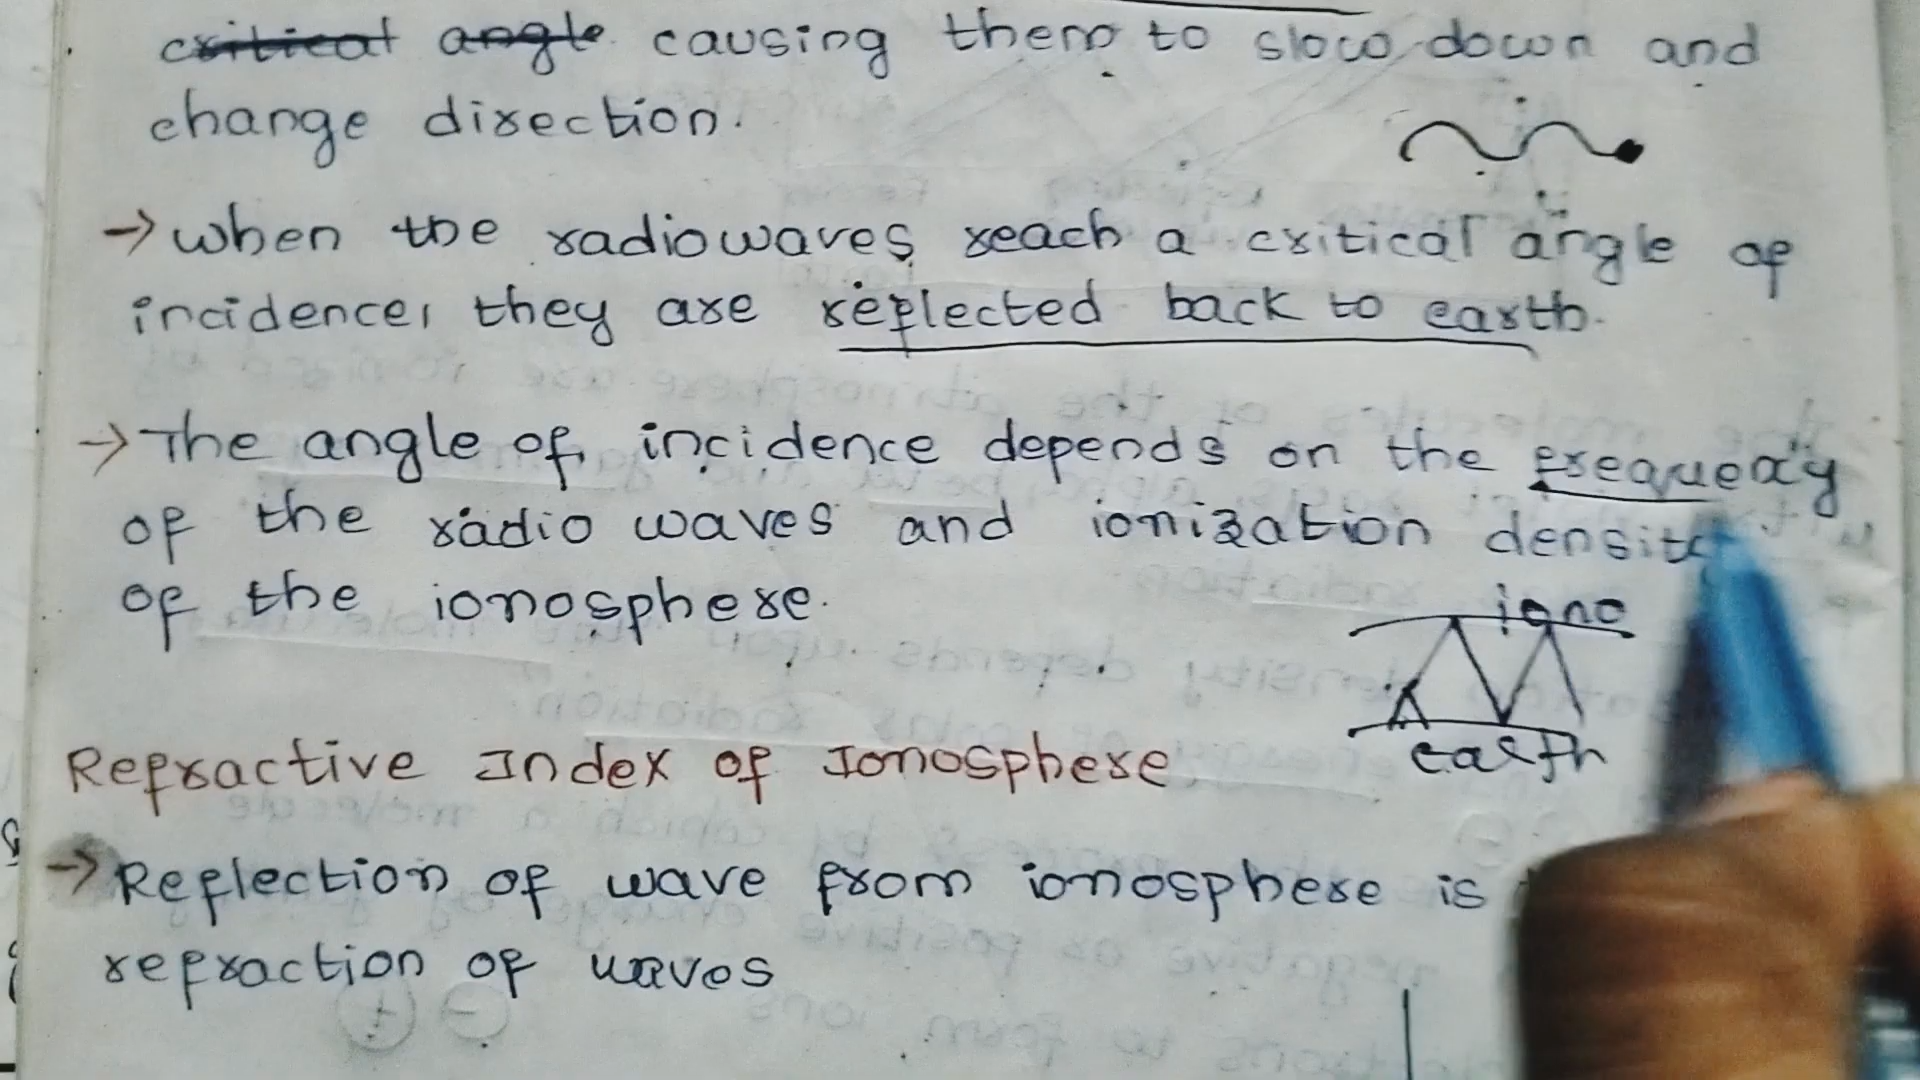 critical angle causing them to slow down and
change direction.
→ when the radiowaves reach a critical angle of
incidence, they are reflected back to earth.
→ The angle of incidence depends on the frequency
of the radio waves and ionization density
of the ionosphere.
iono
earth
Refractive Index of Ionosphere
→ Reflection of wave from ionosphere is
refraction of waves